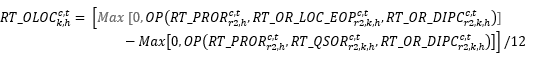 RT_OLOC^{c,t}_{k,h} = [Max [0, OP(RT_PROR^{c,t}_{r2,h}, RT_OR_LOC_EOP^{c,t}_{r2,k,h}, RT_OR_DIPC^{c,t}_{r2,k,h})]
− Max[0, OP(RT_PROR^{c,t}_{r2,h}, RT_QSOR^{c,t}_{r2,k,h}, RT_OR_DIPC^{c,t}_{r2,k,h})]] /12